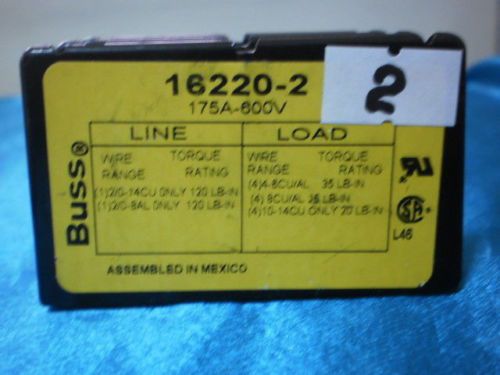 16220-2
175A-600V
2
Buss®
LINE
WIRE RANGE TORQUE RATING
(1)2/0-14CU ONLY 120 LB-IN
(1)2/0-8AL ONLY 120 LB-IN
LOAD
WIRE RANGE TORQUE RATING
(4)4-8CU/AL 35 LB-IN
(4) 8CU/AL 35 LB-IN
(4)10-14CU ONLY 20 LB-IN
L46
ASSEMBLED IN MEXICO